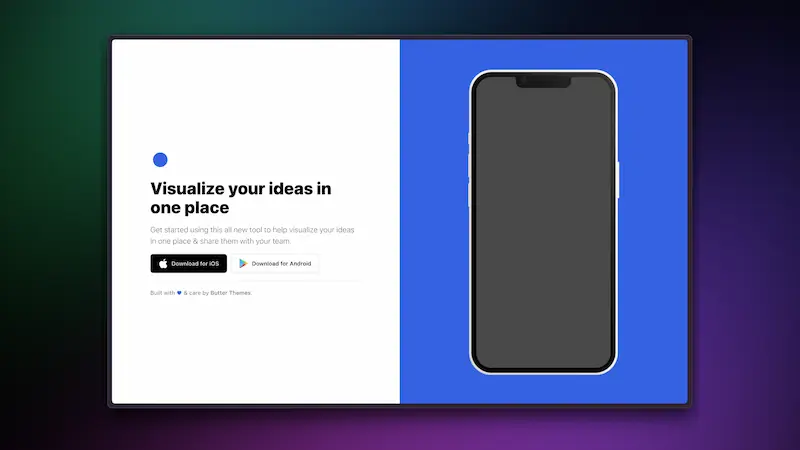 Visualize your ideas in
one place
Get started using this all new tool to help visualize your ideas
in one place & share them with your team.
Download for iOS
Download for Android
Built with & care by Butter Themes